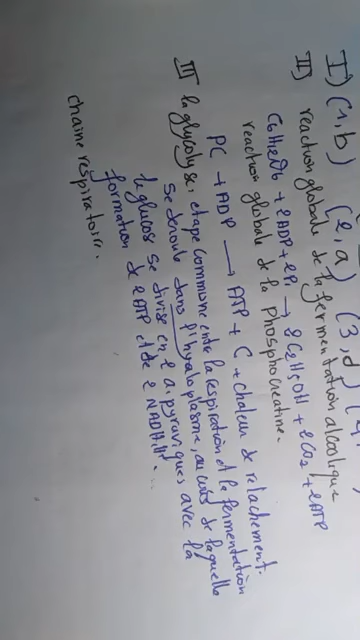 I) (1,b) (2,a) (3,d)
II) reaction globale de la fermentation alcoolique
C6H12O6 + 2ADP + 2Pi → 2C2H5OH + 2CO2 + 2ATP
reaction globale de la phosphocreatine.
PC + ADP → ATP + C + chaleur de relachement.
III la glycolyse, etape commune entre la respiration et la fermentation
se deroule dans l'hyaloplasme, au cours de laquelle
le glucose se divise en 2 a. pyruviques avec la
formation de 2ATP et de 2 NADH,H+...
chaine respiratoire.